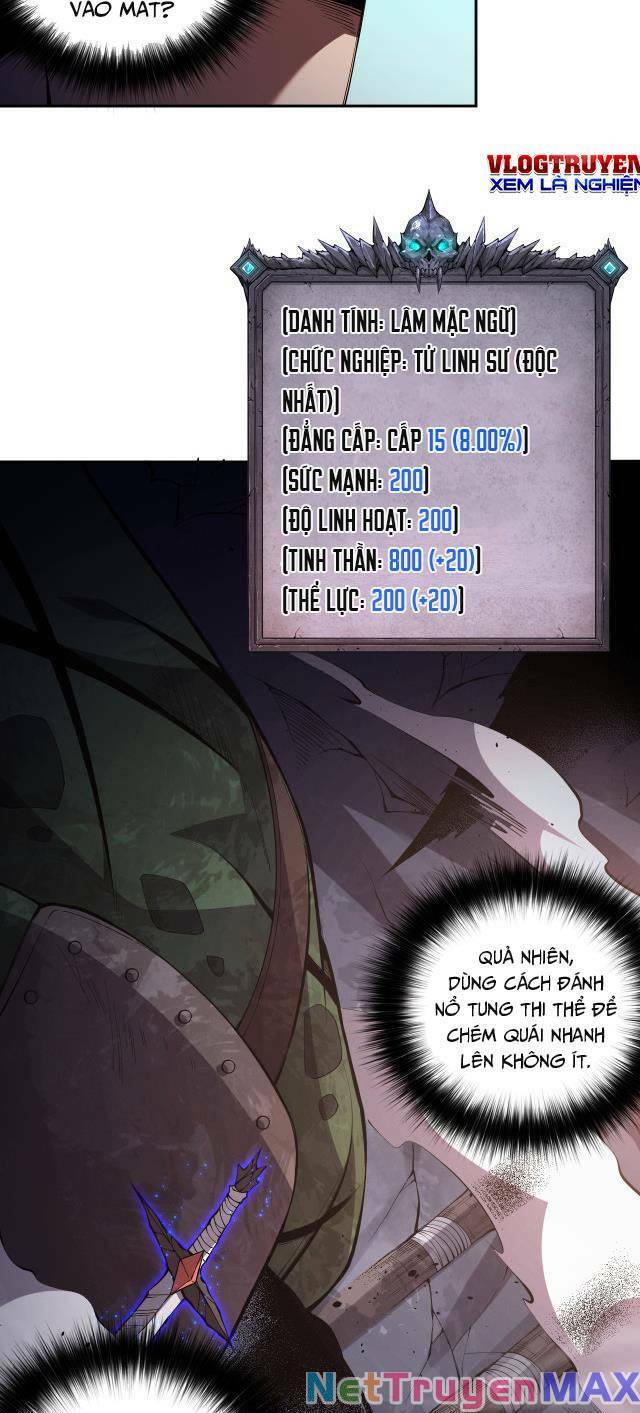 VÀO MẮT?
VLOGTRUYEN
XEM LÀ NGHIỆN
[DANH TÍNH: LÂM MẶC NGỮ]
[CHỨC NGHIỆP: TỬ LINH SƯ (ĐỘC
NHẤT)]
[ĐẲNG CẤP: CẤP 15 (8.00%)]
[SỨC MẠNH: 200]
[ĐỘ LINH HOẠT: 200]
[TINH THẦN: 800 (+20)]
[THỂ LỰC: 200 (+20)]
QUẢ NHIÊN,
DÙNG CÁCH ĐÁNH
NỔ TUNG THI THỂ ĐỂ
CHÉM QUÁI NHANH
LÊN KHÔNG ÍT.
NETTRUYENMAX